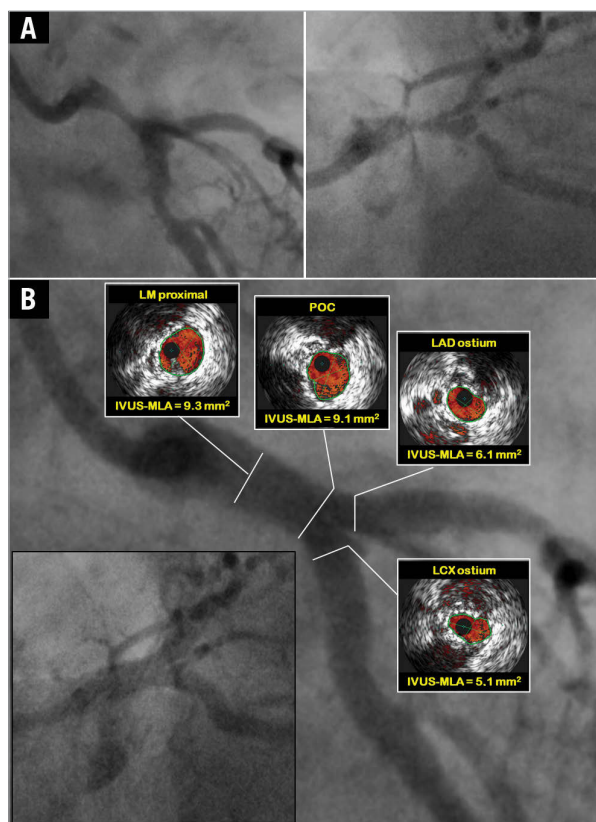 A
B
LM proximal
IVUS-MLA = 9.3 mm²
POC
IVUS-MLA = 9.1 mm²
LAD ostium
IVUS-MLA = 6.1 mm²
LCX ostium
IVUS-MLA = 5.1 mm²